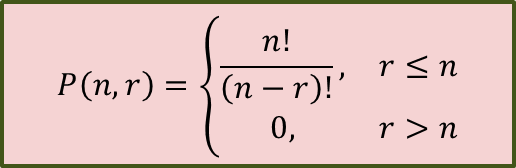 P(n, r) = { n! / (n − r)!, r ≤ n
0, r > n